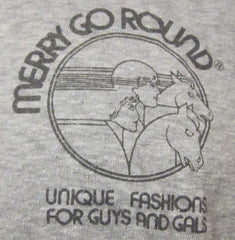 MERRY GO ROUND®
UNIQUE FASHIONS
FOR GUYS AND GALS